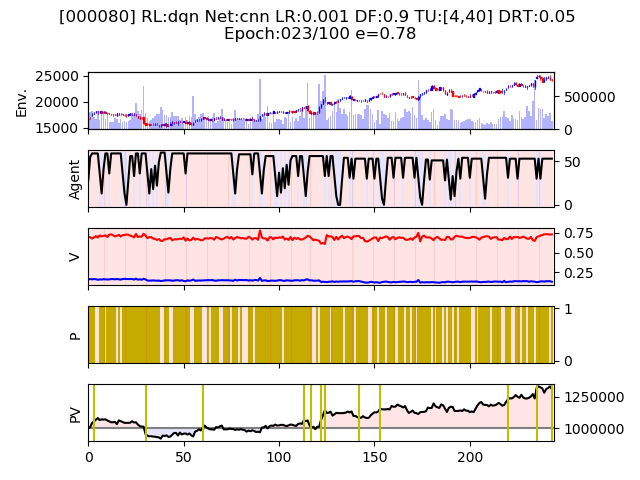 [000080] RL:dqn Net:cnn LR:0.001 DF:0.9 TU:[4,40] DRT:0.05
Epoch:023/100 e=0.78
Env.
25000
20000
15000
500000
0
Agent
50
0
V
0.75
0.50
0.25
P
1
0
PV
1250000
1000000
0
50
100
150
200